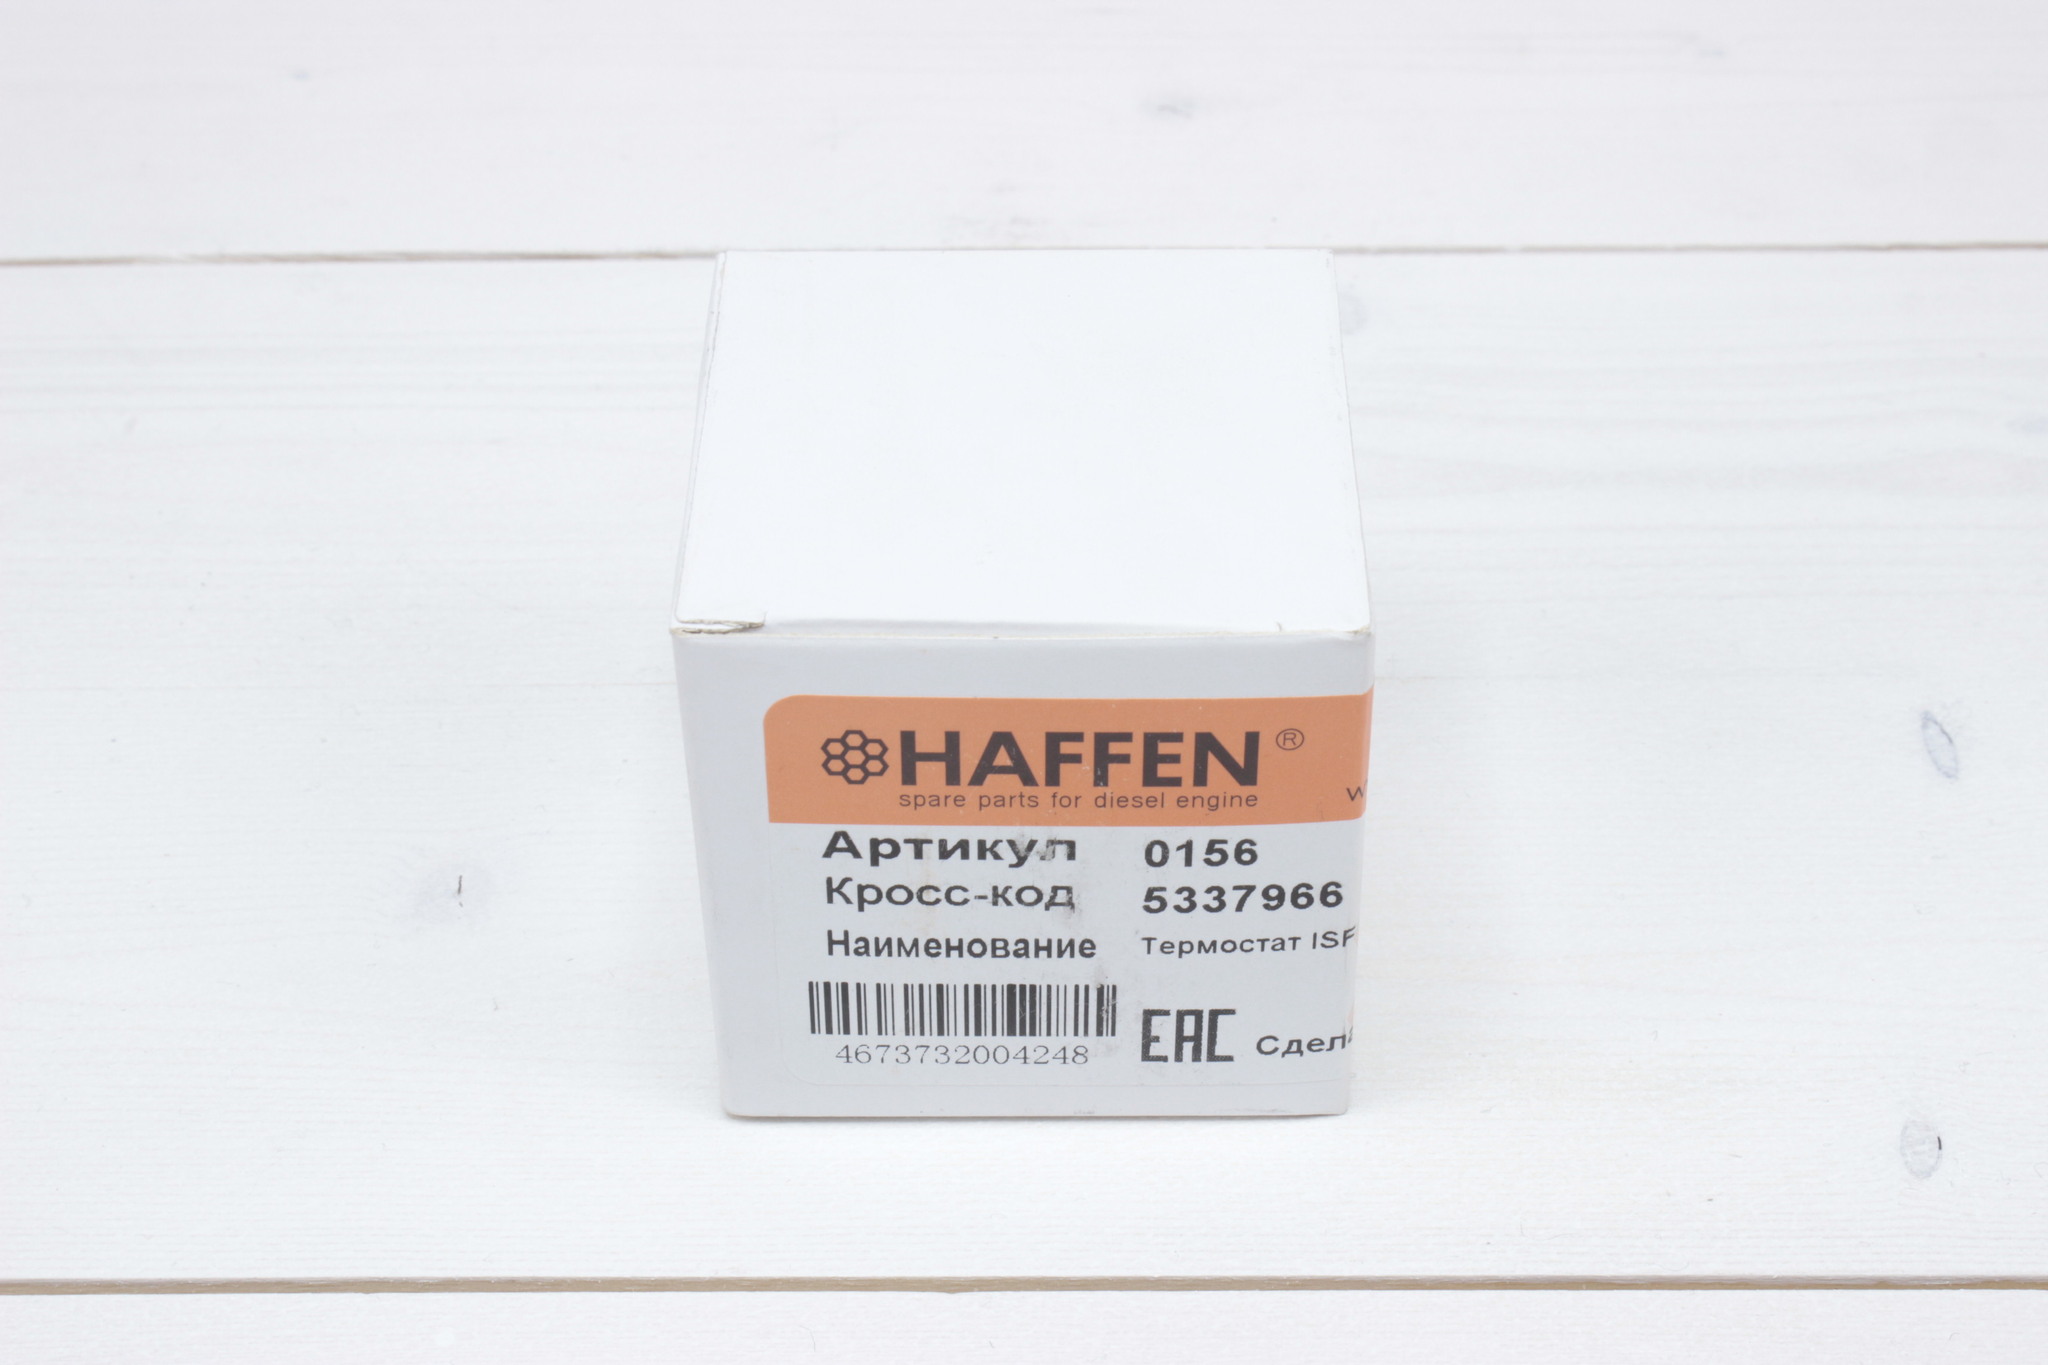 HAFFEN®
spare parts for diesel engine
Артикул 0156
Кросс-код 5337966
Наименование Термостат ISF
4673732004248
EAC